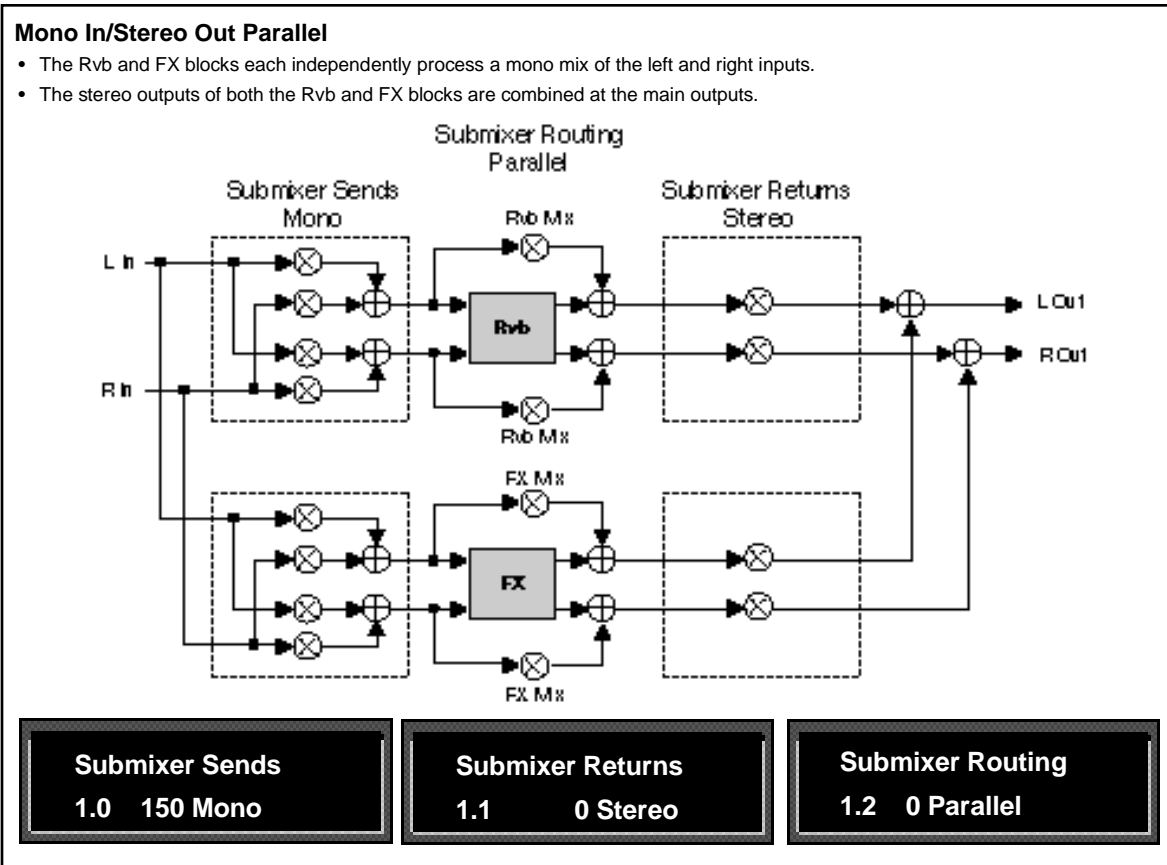 Mono In/Stereo Out Parallel
• The Rvb and FX blocks each independently process a mono mix of the left and right inputs.
• The stereo outputs of both the Rvb and FX blocks are combined at the main outputs.
Submixer Routing
Parallel
Submixer Sends
Mono
Submixer Returns
Stereo
Rvb Mx
L In
Rvb
L Out
R Out
R In
Rvb Mx
FX Mx
FX
FX Mx
Submixer Sends
1.0 150 Mono
Submixer Returns
1.1 0 Stereo
Submixer Routing
1.2 0 Parallel